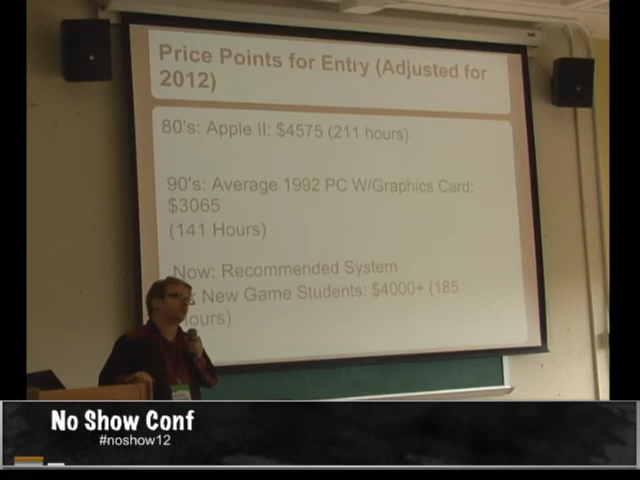 Price Points for Entry (Adjusted for
2012)
80's: Apple II: $4575 (211 hours)
90's: Average 1992 PC W/Graphics Card:
$3065
(141 Hours)
Now: Recommended System
New Game Students: $4000+ (185
ours)
No Show Conf
#noshow12